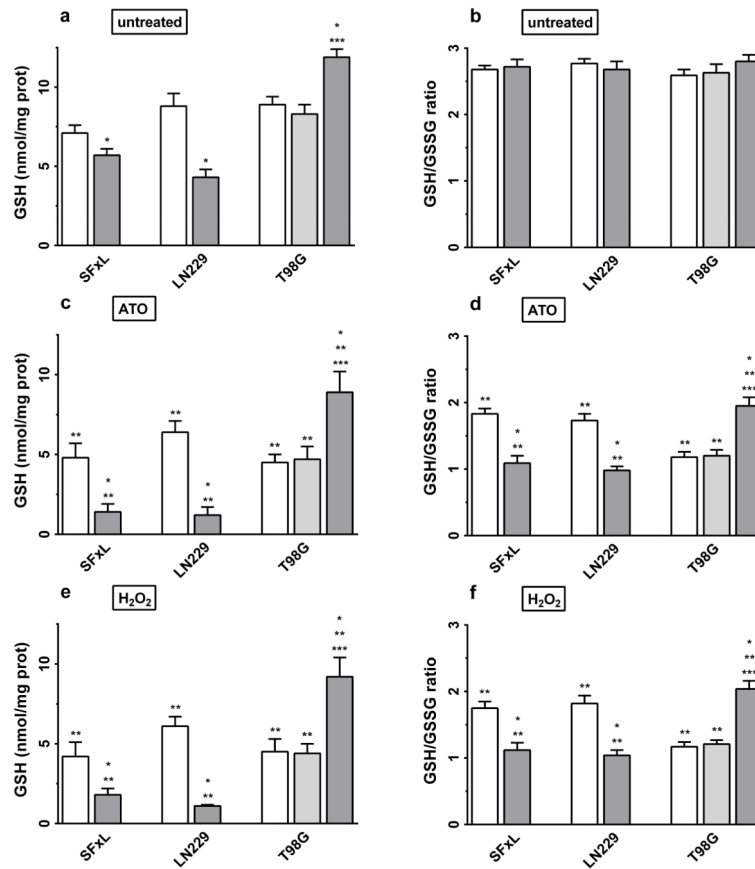 a untreated
*
***
*
*
GSH (nmol/mg prot)
0 5 10
SFxL LN229 T98G
b untreated
GSH/GSSG ratio
0 1 2 3
SFxL LN229 T98G
c ATO
*
**
***
**
**
** **
*
**
*
**
GSH (nmol/mg prot)
0 5 10
SFxL LN229 T98G
d ATO
*
**
***
**
**
*
**
*
**
** **
GSH/GSSG ratio
0 1 2 3
SFxL LN229 T98G
e H₂O₂
*
**
***
**
**
** **
*
**
*
**
GSH (nmol/mg prot)
0 5 10
SFxL LN229 T98G
f H₂O₂
*
**
***
**
**
*
**
*
**
** **
GSH/GSSG ratio
0 1 2 3
SFxL LN229 T98G